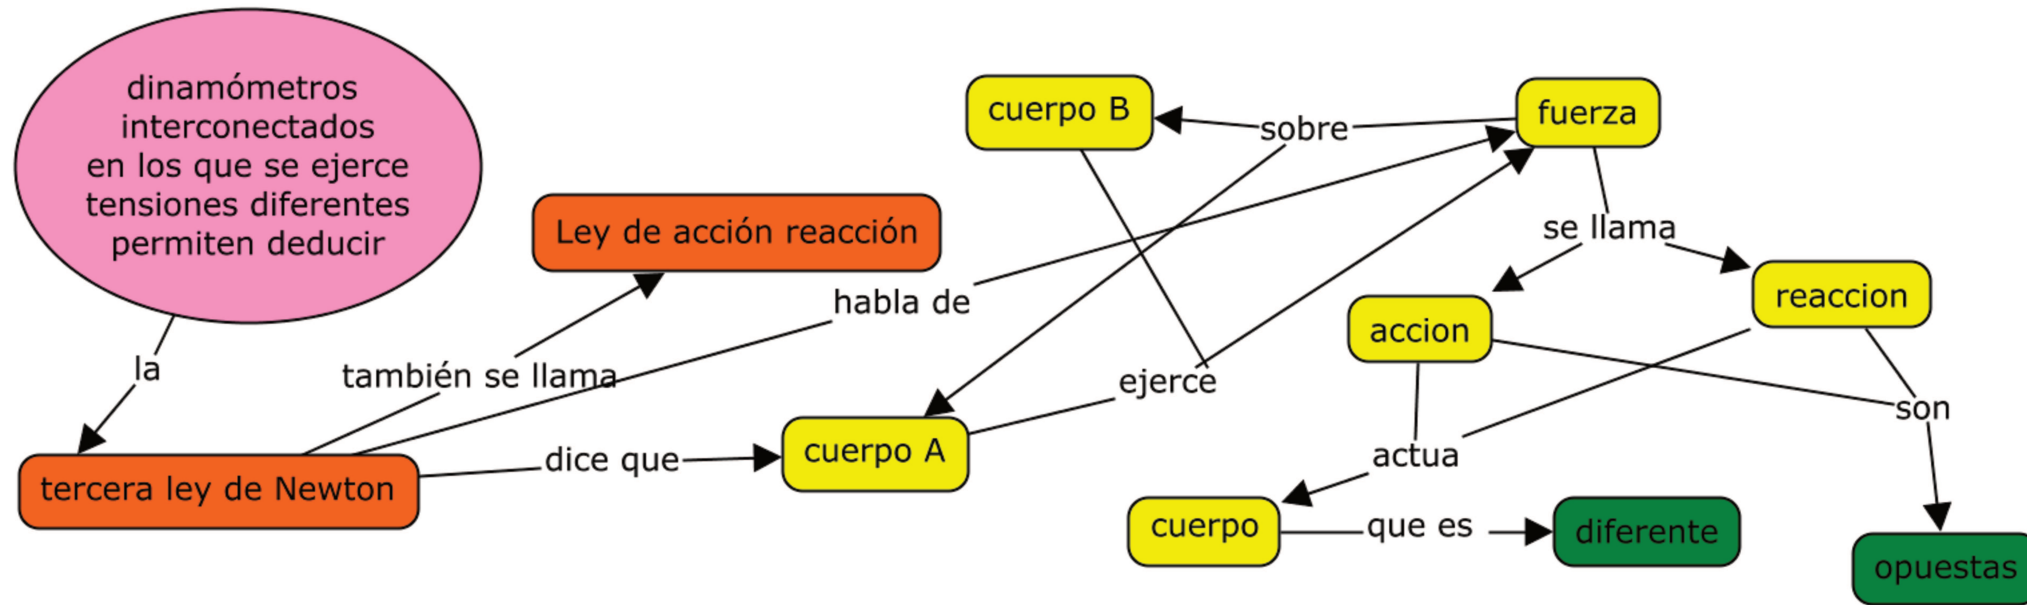 dinamómetros
interconectados
en los que se ejerce
tensiones diferentes
permiten deducir
la
tercera ley de Newton
también se llama
Ley de acción reacción
habla de
dice que
cuerpo A
ejerce
cuerpo B
sobre
fuerza
se llama
accion
reaccion
actua
son
cuerpo
que es
diferente
opuestas